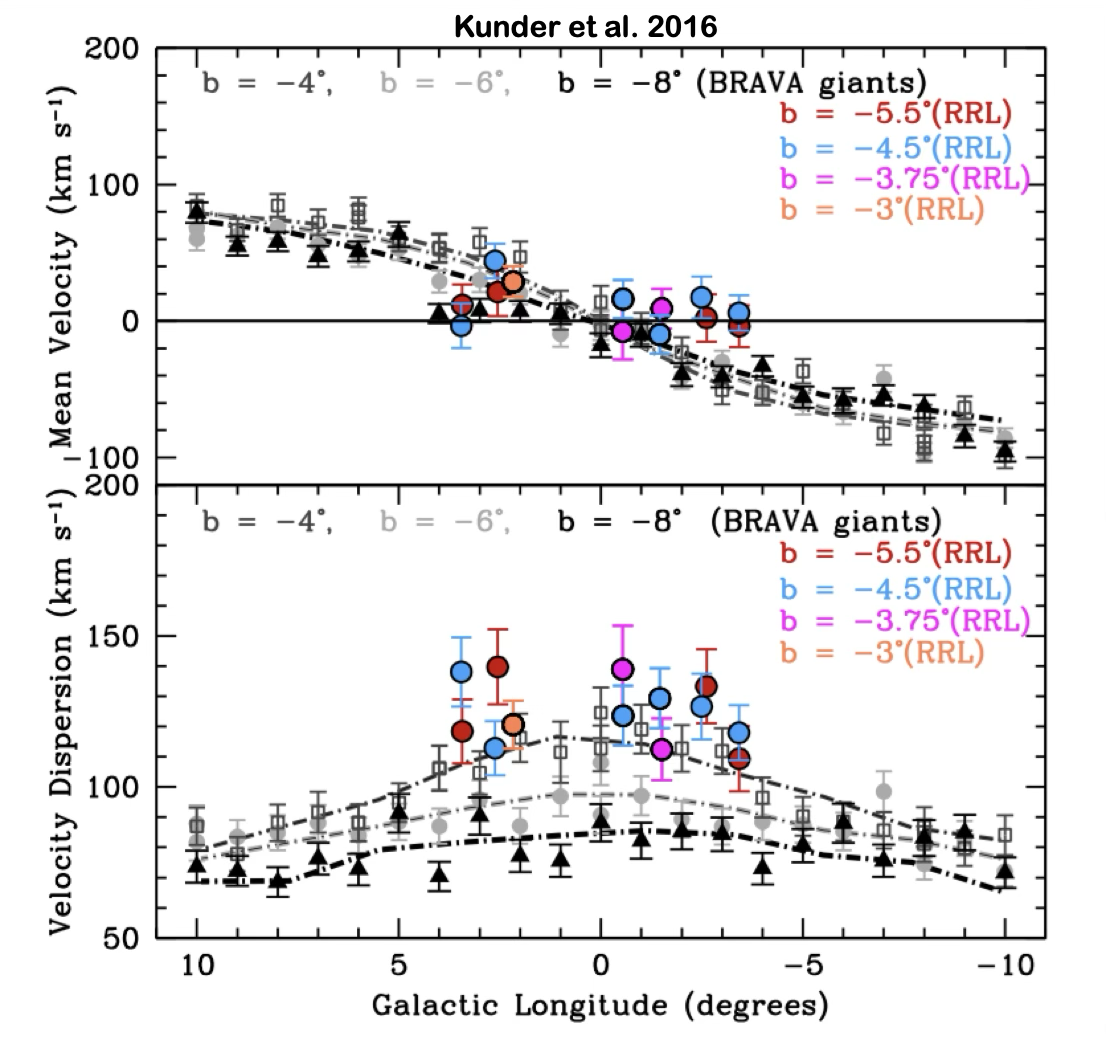 Kunder et al. 2016
200
b = −4°, b = −6°, b = −8° (BRAVA giants)
b = −5.5°(RRL)
b = −4.5°(RRL)
b = −3.75°(RRL)
b = −3°(RRL)
100
0
−100
Mean Velocity (km s⁻¹)
200
b = −4°, b = −6°, b = −8° (BRAVA giants)
b = −5.5°(RRL)
b = −4.5°(RRL)
b = −3.75°(RRL)
b = −3°(RRL)
150
100
50
Velocity Dispersion (km s⁻¹)
10 5 0 −5 −10
Galactic Longitude (degrees)